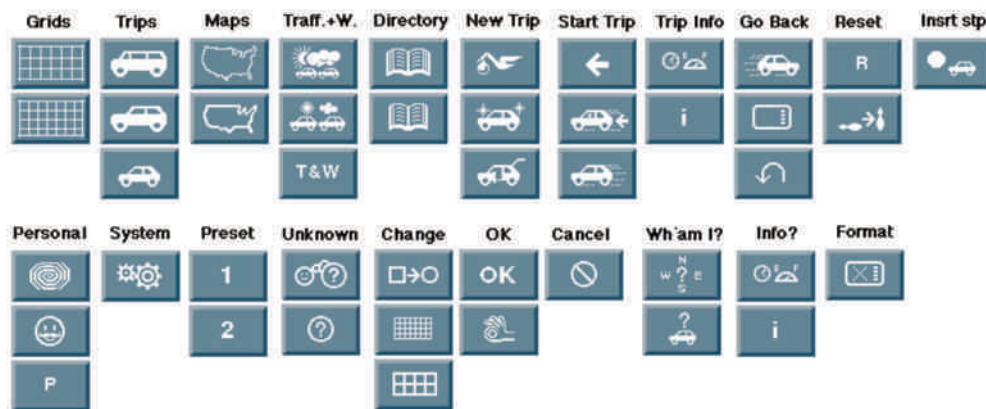 Grids Trips Maps Traff.+W. Directory New Trip Start Trip Trip Info Go Back Reset Insrt stp
E F R
i
T&W
Personal System Preset Unknown Change OK Cancel Wh'am I? Info? Format
1 ? OK N W ? E S E F
2 ? ? i
P